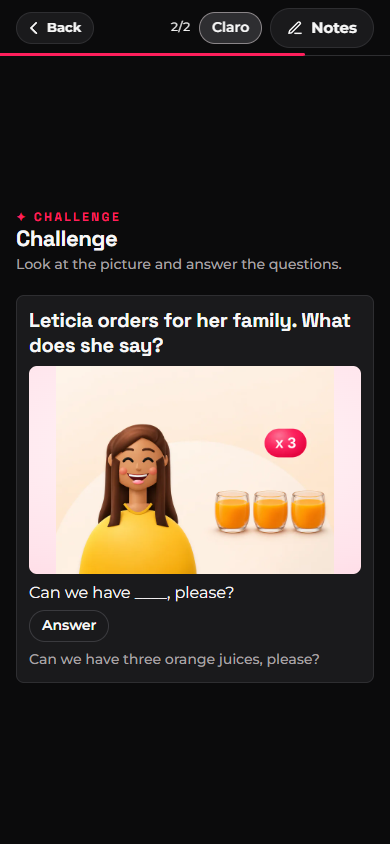 Back
2/2
Claro
Notes
CHALLENGE
Challenge
Look at the picture and answer the questions.
Leticia orders for her family. What
does she say?
x 3
Can we have ____, please?
Answer
Can we have three orange juices, please?